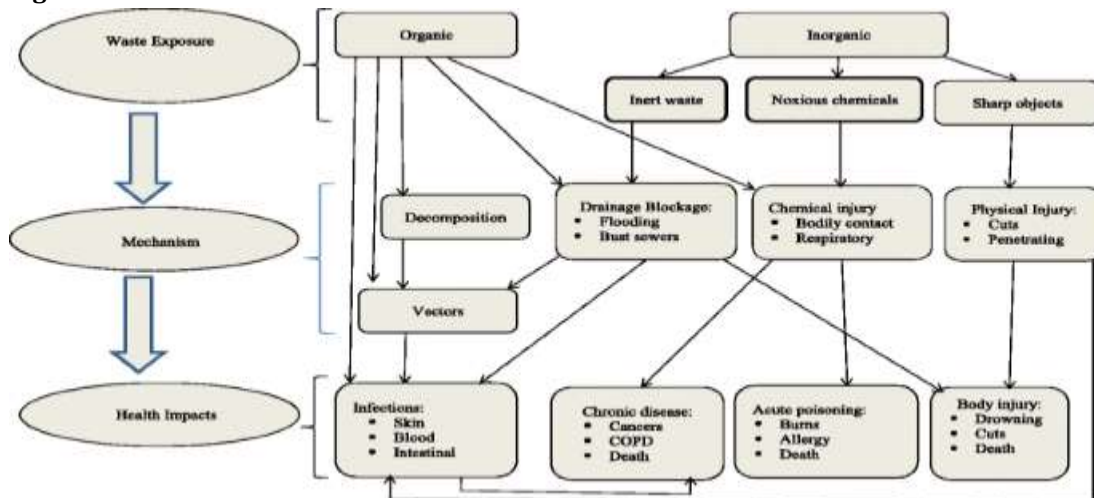 Waste Exposure
Organic
Inorganic
Inert waste
Noxious chemicals
Sharp objects
Mechanism
Decomposition
Drainage Blockage:
• Flooding
• Bust sewers
Chemical injury
• Bodily contact
• Respiratory
Physical Injury:
• Cuts
• Penetrating
Vectors
Health Impacts
Infections:
• Skin
• Blood
• Intestinal
Chronic disease:
• Cancers
• COPD
• Death
Acute poisoning:
• Burns
• Allergy
• Death
Body injury:
• Drowning
• Cuts
• Death